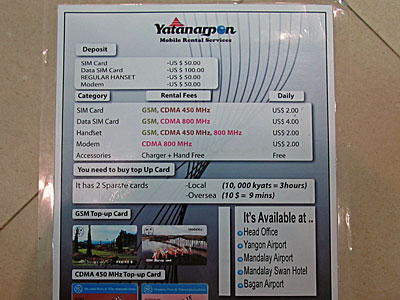 Yatanarpon
Mobile Rental Services
Deposit
SIM Card -US $ 50.00
Data SIM Card -US $ 100.00
REGULAR HANSET -US $ 50.00
Modem -US $ 50.00
Category Rental Fees Daily
SIM Card GSM, CDMA 450 MHz US$ 2.00
Data SIM Card GSM, CDMA 800 MHz US$ 4.00
Handset GSM, CDMA 450 MHz, 800 MHz US$ 2.00
Modem CDMA 800 MHz US$ 2.00
Accessories Charger + Hand Free Free
You need to buy top Up Card
It has 2 Sparate cards -Local (10, 000 kyats = 3hours)
-Oversea (10 $ = 9 mins)
GSM Top-up Card
It's Available at ..
Head Office
Yangon Airport
Mandalay Airport
Mandalay Swan Hotel
Bagan Airport
CDMA 450 MHz Top-up Card